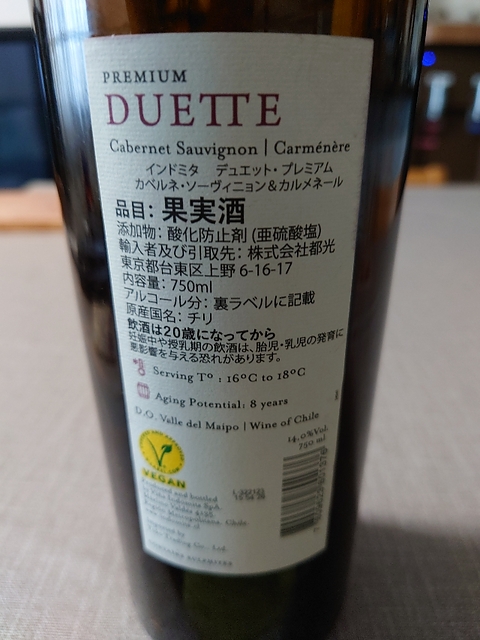 PREMIUM
DUETTE
Cabernet Sauvignon | Carménère
インドミタ デュエット・プレミアム
カベルネ・ソーヴィニョン&カルメネール
品目: 果実酒
添加物: 酸化防止剤 (亜硫酸塩)
輸入者及び引取先: 株式会社都光
東京都台東区上野 6-16-17
内容量: 750ml
アルコール分: 裏ラベルに記載
原産国名: チリ
飲酒は20歳になってから
妊娠中や授乳期の飲酒は、胎児・乳児の発育に
悪影響を与える恐れがあります。
Serving Tº : 16ºC to 18ºC
Aging Potential: 8 years
D.O. Valle del Maipo | Wine of Chile
14.0%Vol.
750 ml
VEGAN